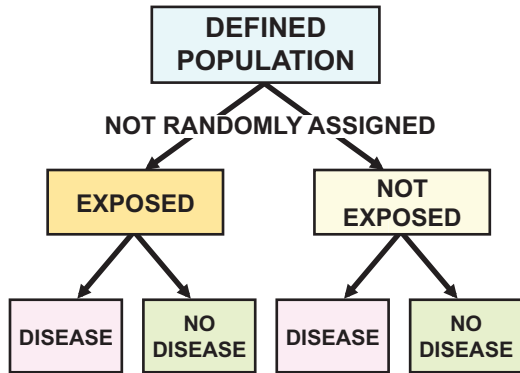 DEFINED
POPULATION
NOT RANDOMLY ASSIGNED
EXPOSED
NOT
EXPOSED
DISEASE
NO
DISEASE
DISEASE
NO
DISEASE